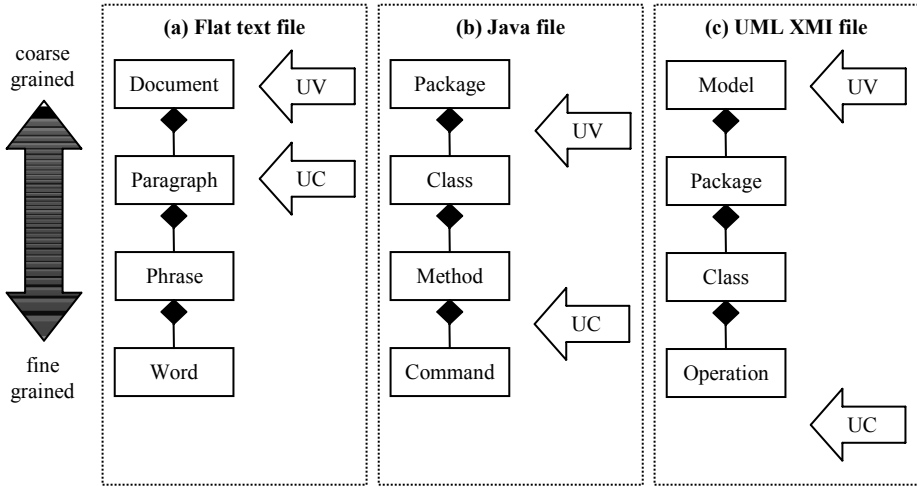 (a) Flat text file
(b) Java file
(c) UML XMI file
coarse
grained
Document
UV
Package
Model
UV
UV
Paragraph
UC
Class
Package
Phrase
Method
Class
UC
fine
grained
Word
Command
Operation
UC